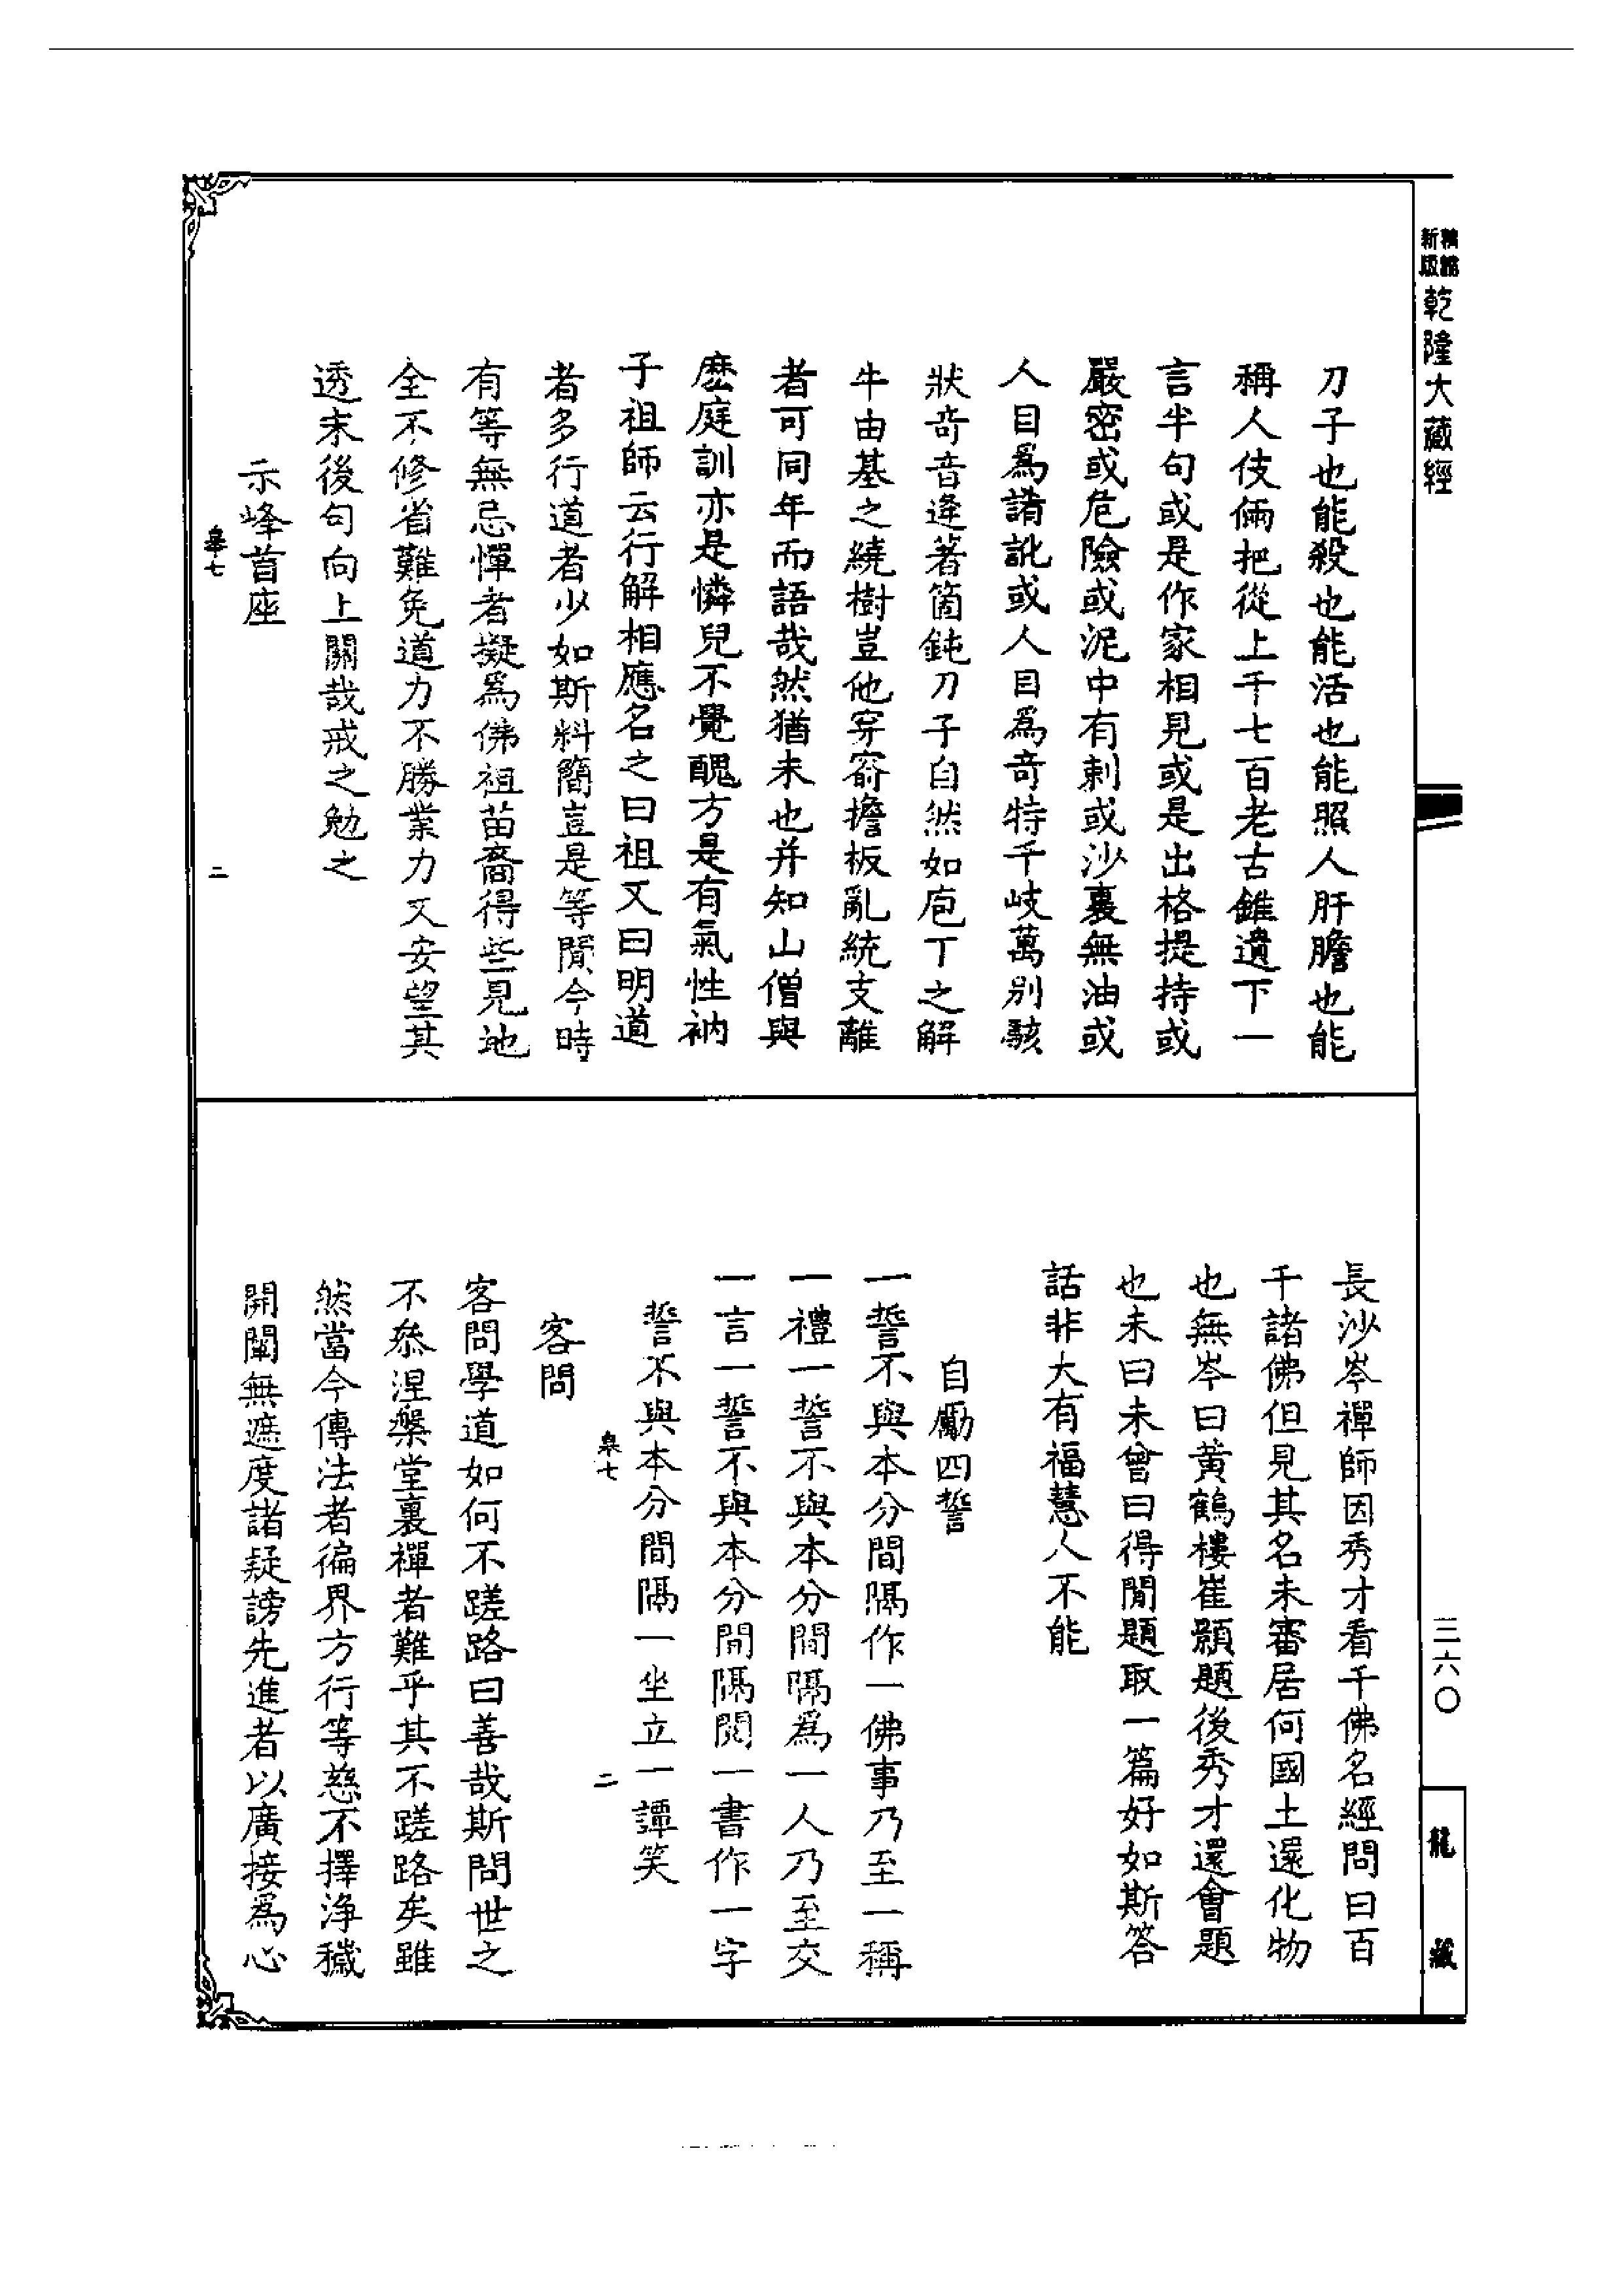 新編縮版乾隆大藏經
刀子也能殺也能活也能照人肝膽也能
稱人伎倆把從上千七百老古錐遺下一
言半句或是作家相見或是出格提持或
嚴密或危險或泥中有刺或沙裏無油或
人目爲誵訛或人目爲奇特千岐萬別駭
狀奇音逢著箇鈍刀子自然如庖丁之解
牛由基之繞樹豈他穿窬擔板亂統支離
者可同年而語哉然猶未也并知山僧與
麽庭訓亦是憐兒不覺醜方是有氣性衲
子祖師云行解相應名之曰祖又曰明道
者多行道者少如斯料簡豈是等閒今時
有等無忌憚者擬爲佛祖苗裔得些見地
全不修省難免道力不勝業力又安望其
透末後句向上關哉戒之勉之
示峰首座
皋七
二
三六〇
龍藏
長沙岑禪師因秀才看千佛名經問曰百
千諸佛但見其名未審居何國土還化物
也無岑曰黃鶴樓崔顥題後秀才還會題
也未曰未曾曰得閒題取一篇好如斯答
話非大有福慧人不能
自勵四誓
一誓不與本分間隔作一佛事乃至一稱
一禮一誓不與本分間隔爲一人乃至交
一言一誓不與本分間隔閱一書作一字
誓不與本分間隔一坐立一譚笑
皋七
二
客問
客問學道如何不蹉路曰善哉斯問世之
不叅涅槃堂裏禪者難乎其不蹉路矣雖
然當今傳法者徧界方行等慈不擇淨穢
開闡無遮度諸疑謗先進者以廣接爲心